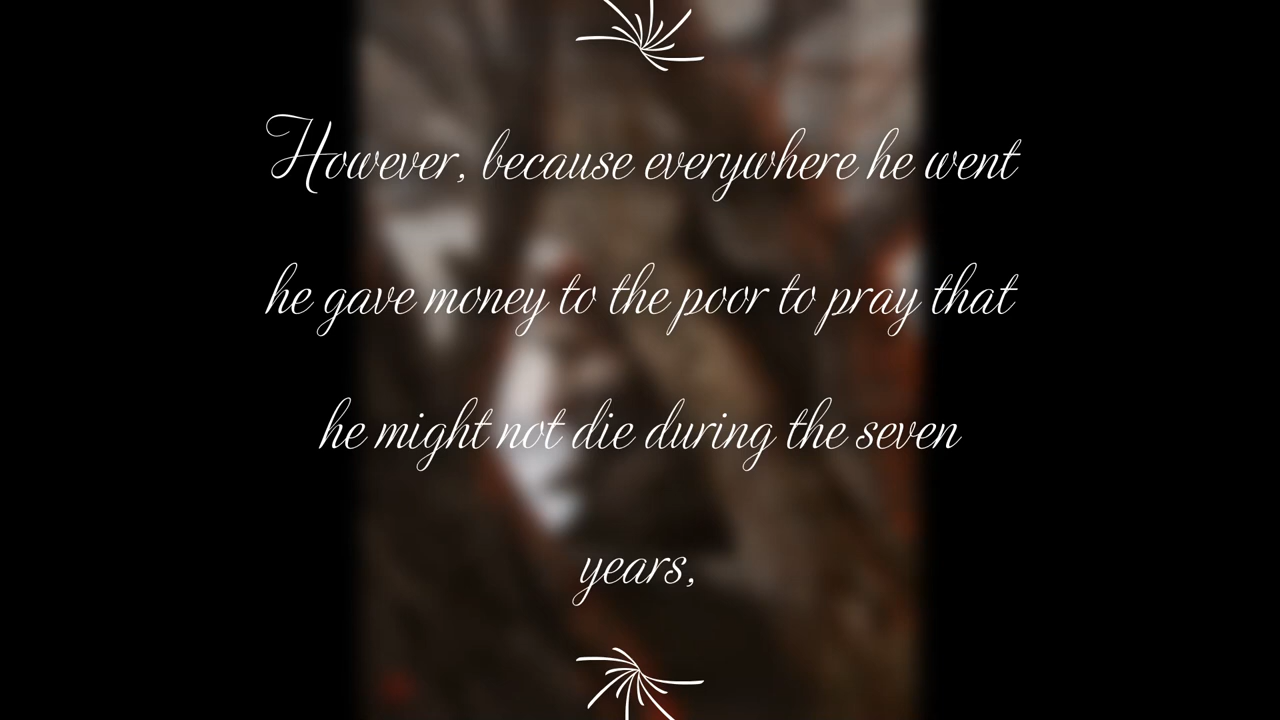 However, because everywhere he went
he gave money to the poor to pray that
he might not die during the seven
years,